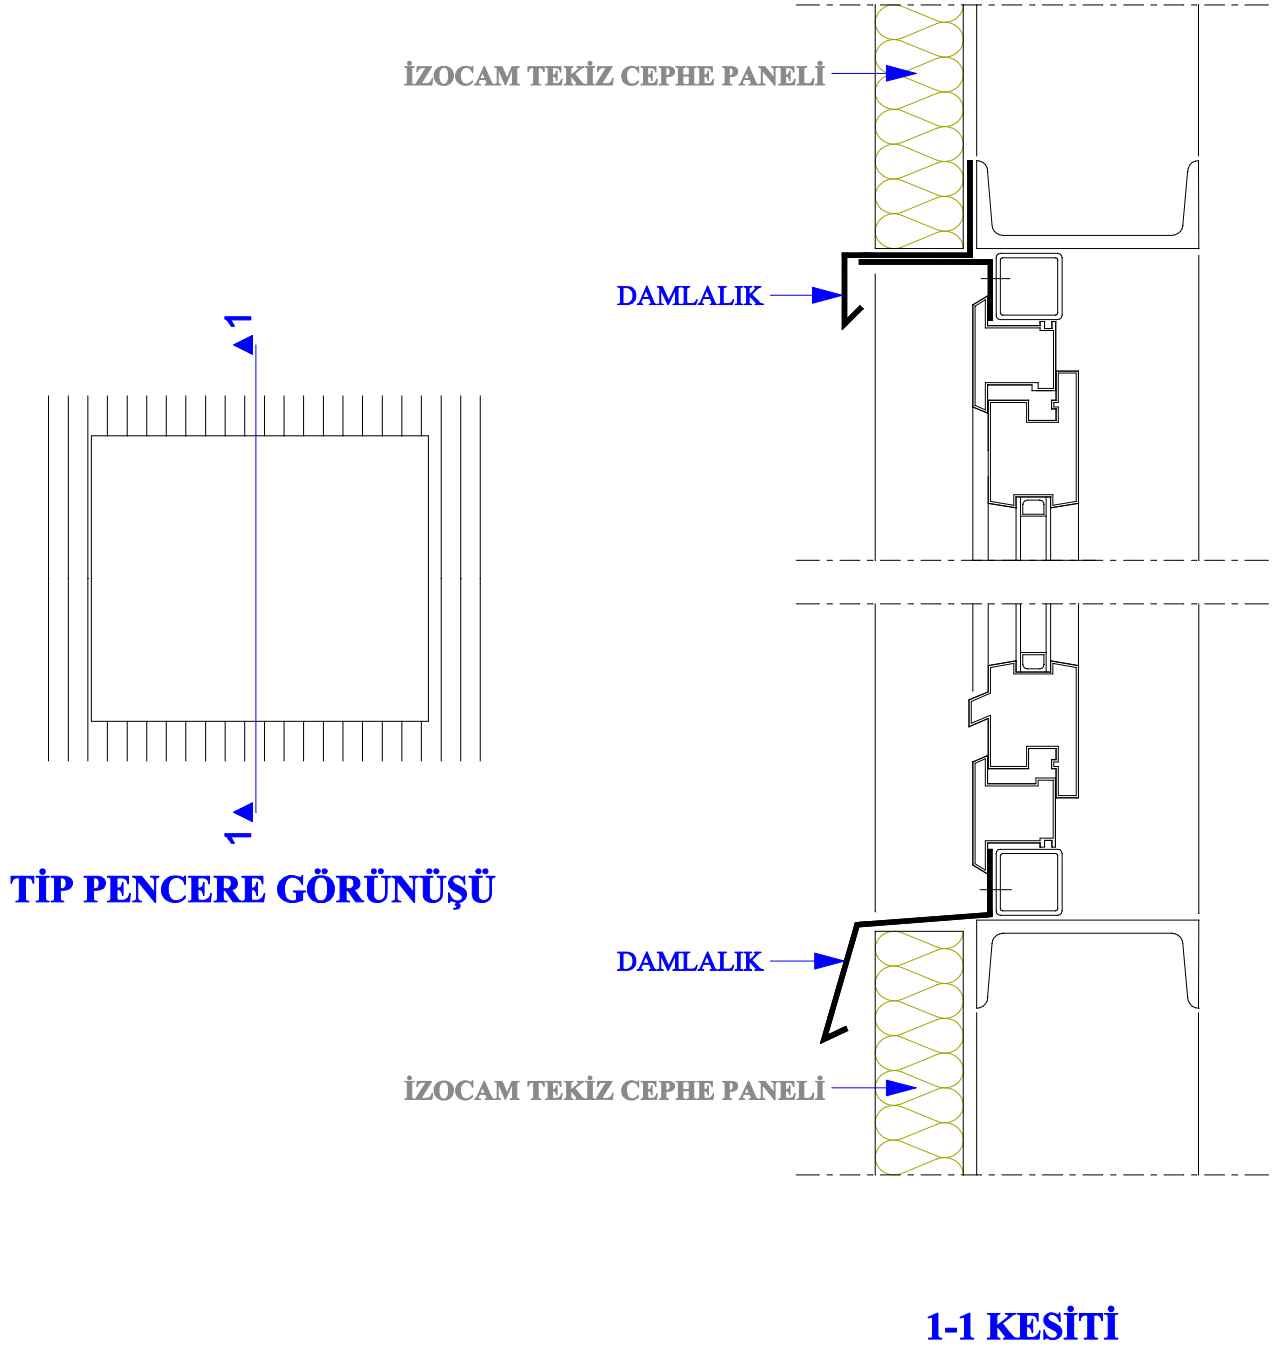 İZOCAM TEKİZ CEPHE PANELİ
DAMLALIK
1
1
TİP PENCERE GÖRÜNÜŞÜ
DAMLALIK
İZOCAM TEKİZ CEPHE PANELİ
1-1 KESİTİ